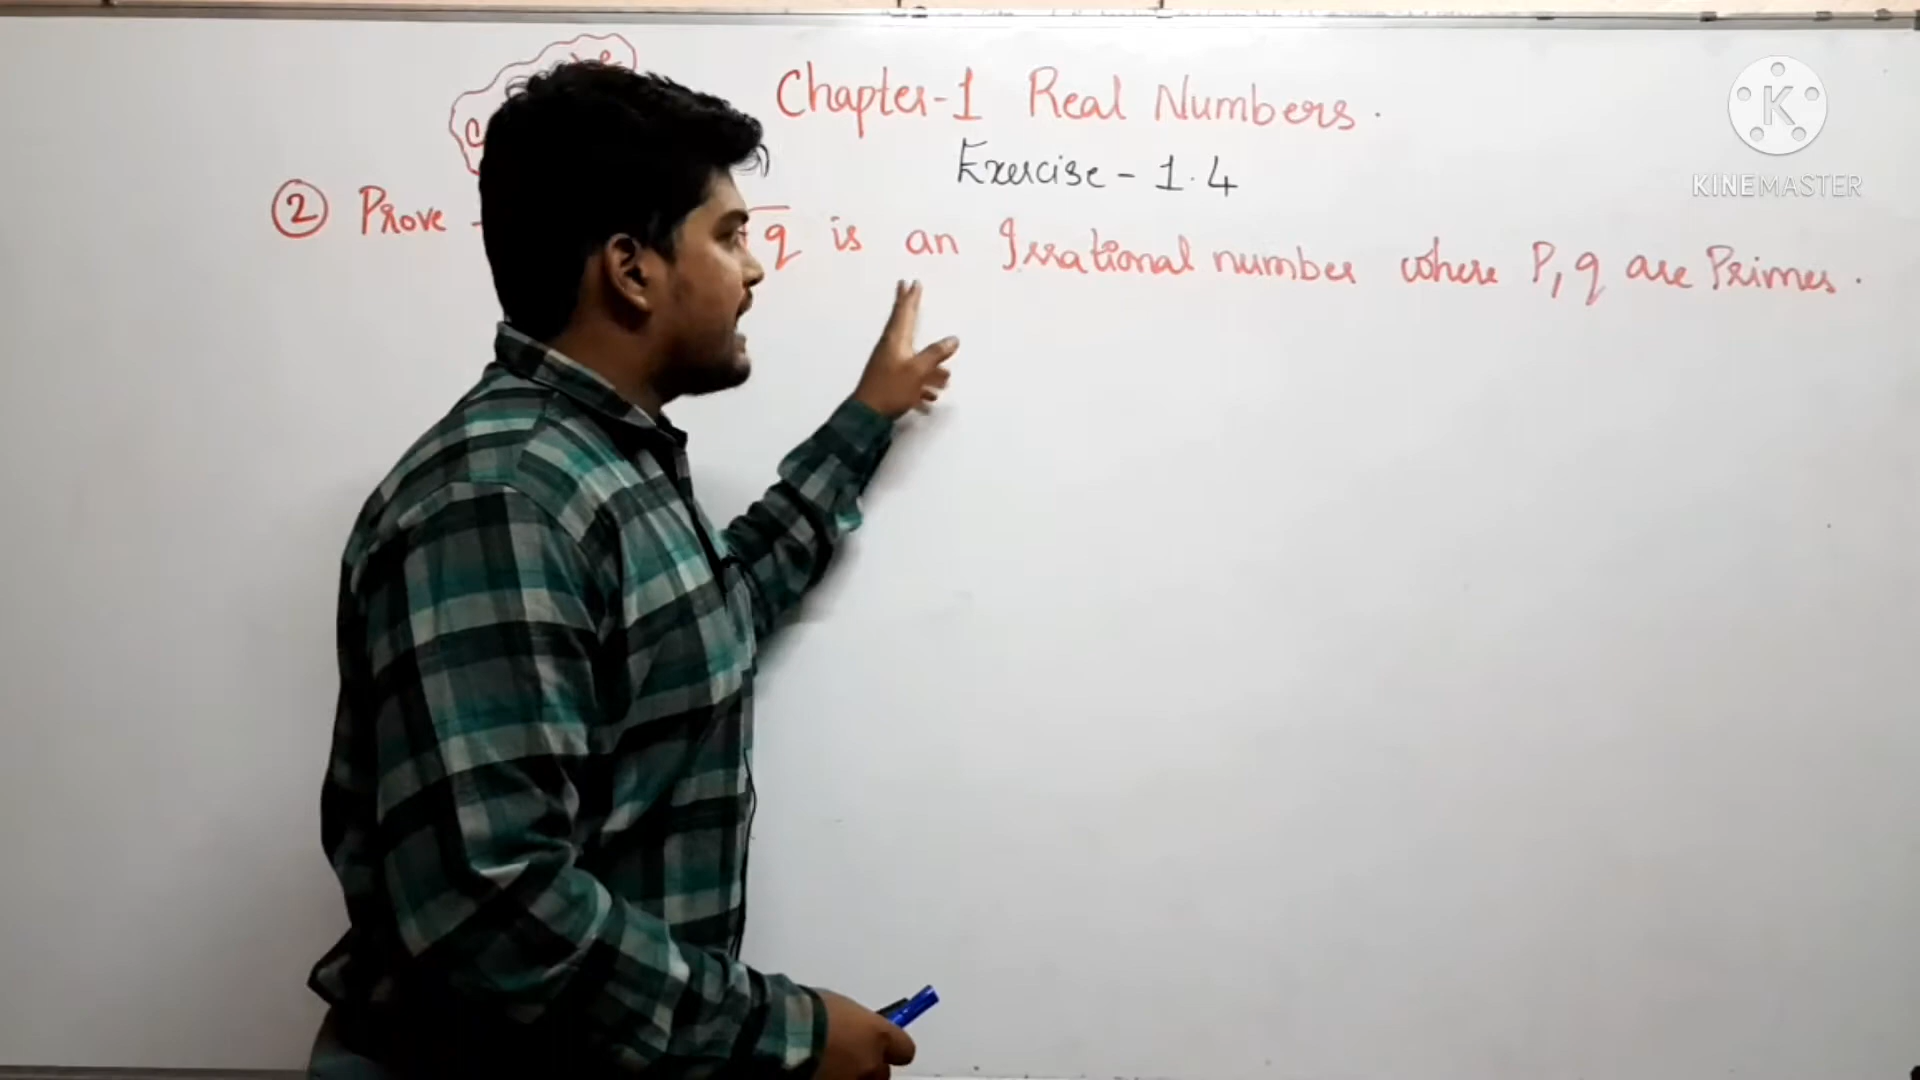 Chapter-1 Real Numbers.
Exercise - 1.4
② Prove - √q is an Irrational number where P, q are Primes.
KINEMASTER